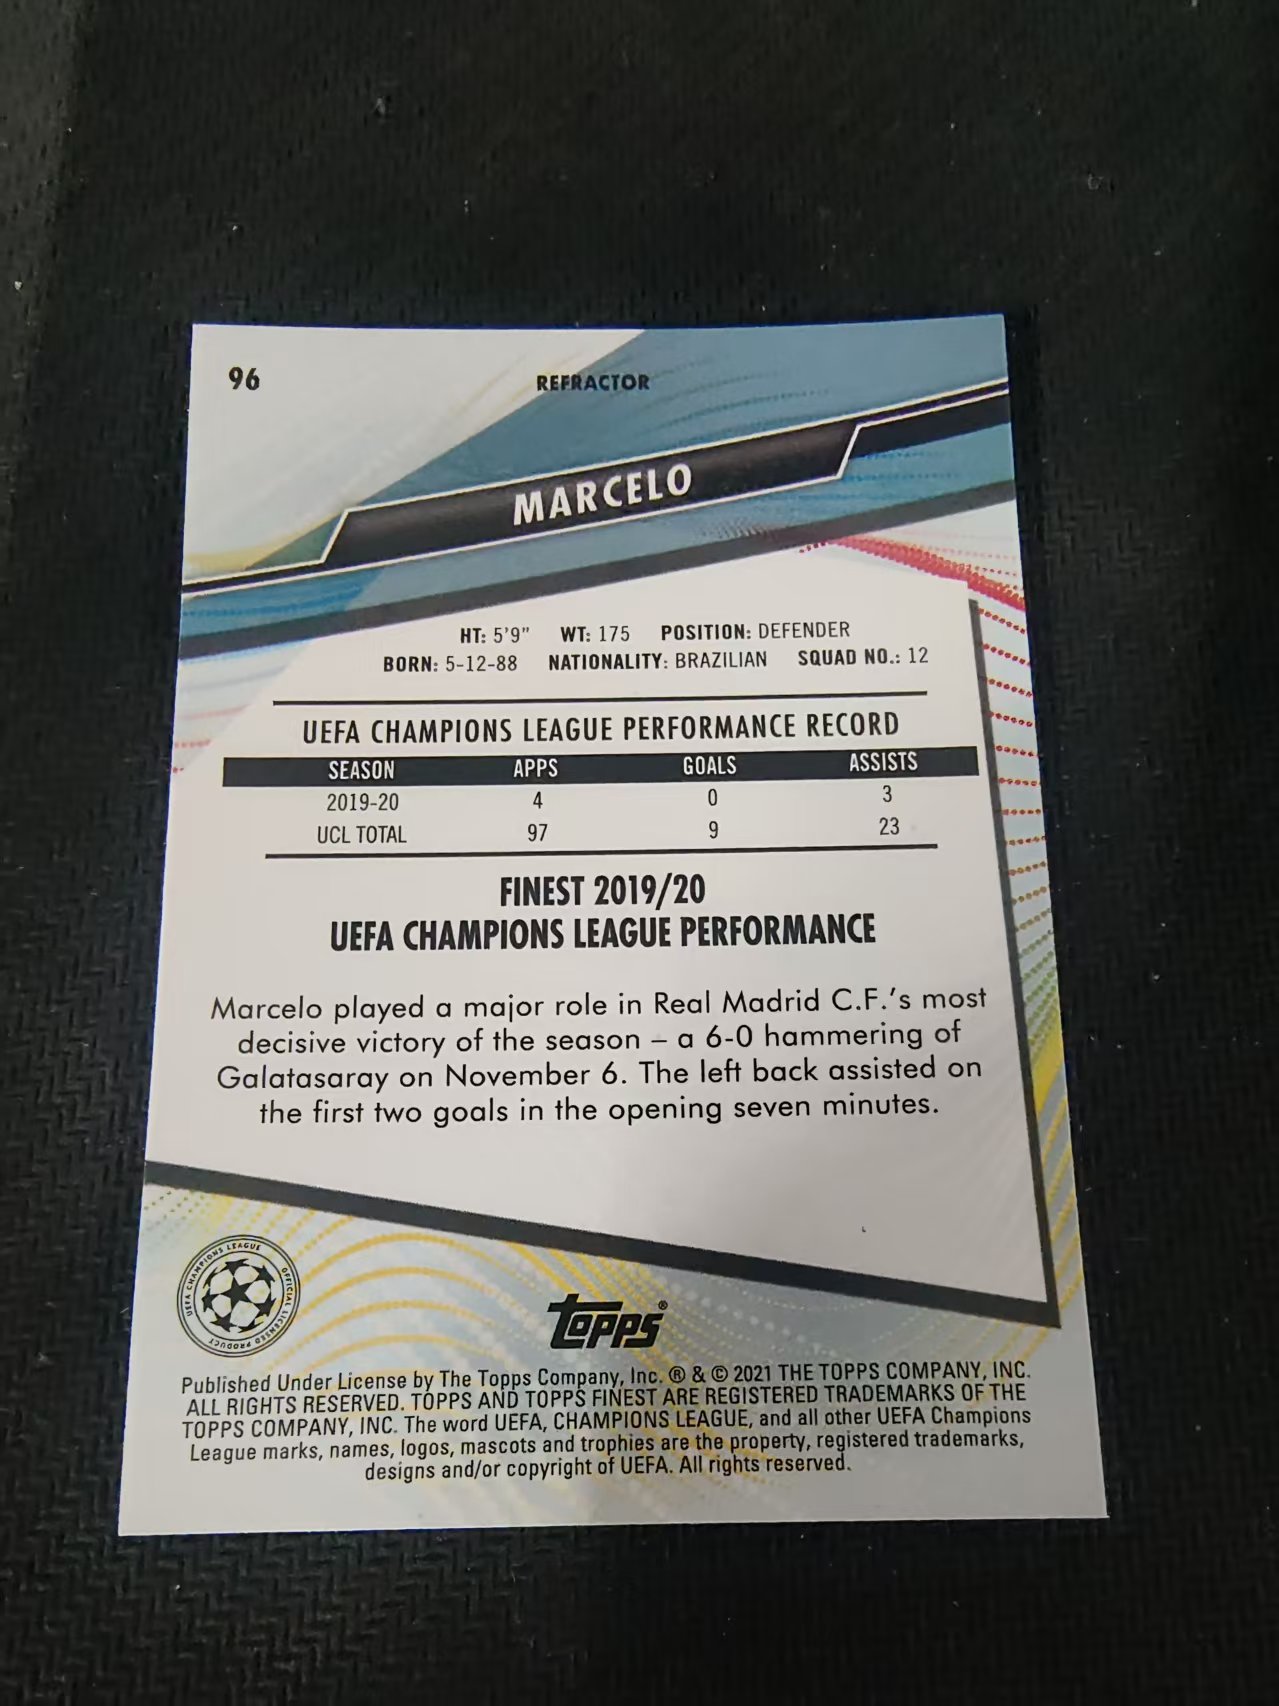 96
REFRACTOR
MARCELO
HT: 5'9" WT: 175 POSITION: DEFENDER
BORN: 5-12-88 NATIONALITY: BRAZILIAN SQUAD NO.: 12
UEFA CHAMPIONS LEAGUE PERFORMANCE RECORD
SEASON APPS GOALS ASSISTS
2019-20 4 0 3
UCL TOTAL 97 9 23
FINEST 2019/20
UEFA CHAMPIONS LEAGUE PERFORMANCE
Marcelo played a major role in Real Madrid C.F.'s most
decisive victory of the season – a 6-0 hammering of
Galatasaray on November 6. The left back assisted on
the first two goals in the opening seven minutes.
UEFA CHAMPIONS LEAGUE OFFICIAL LICENSED PRODUCT
Topps®
Published Under License by The Topps Company, Inc. ® & © 2021 THE TOPPS COMPANY, INC.
ALL RIGHTS RESERVED. TOPPS AND TOPPS FINEST ARE REGISTERED TRADEMARKS OF THE
TOPPS COMPANY, INC. The word UEFA, CHAMPIONS LEAGUE, and all other UEFA Champions
League marks, names, logos, mascots and trophies are the property, registered trademarks,
designs and/or copyright of UEFA. All rights reserved.